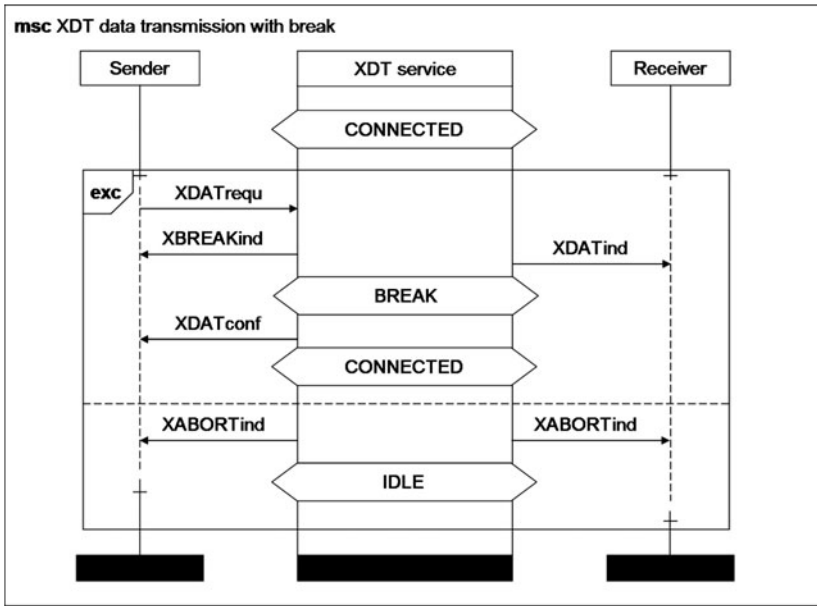 msc XDT data transmission with break
Sender
XDT service
Receiver
CONNECTED
exc
XDATrequ
XBREAKind
XDATind
BREAK
XDATconf
CONNECTED
XABORTind
XABORTind
IDLE